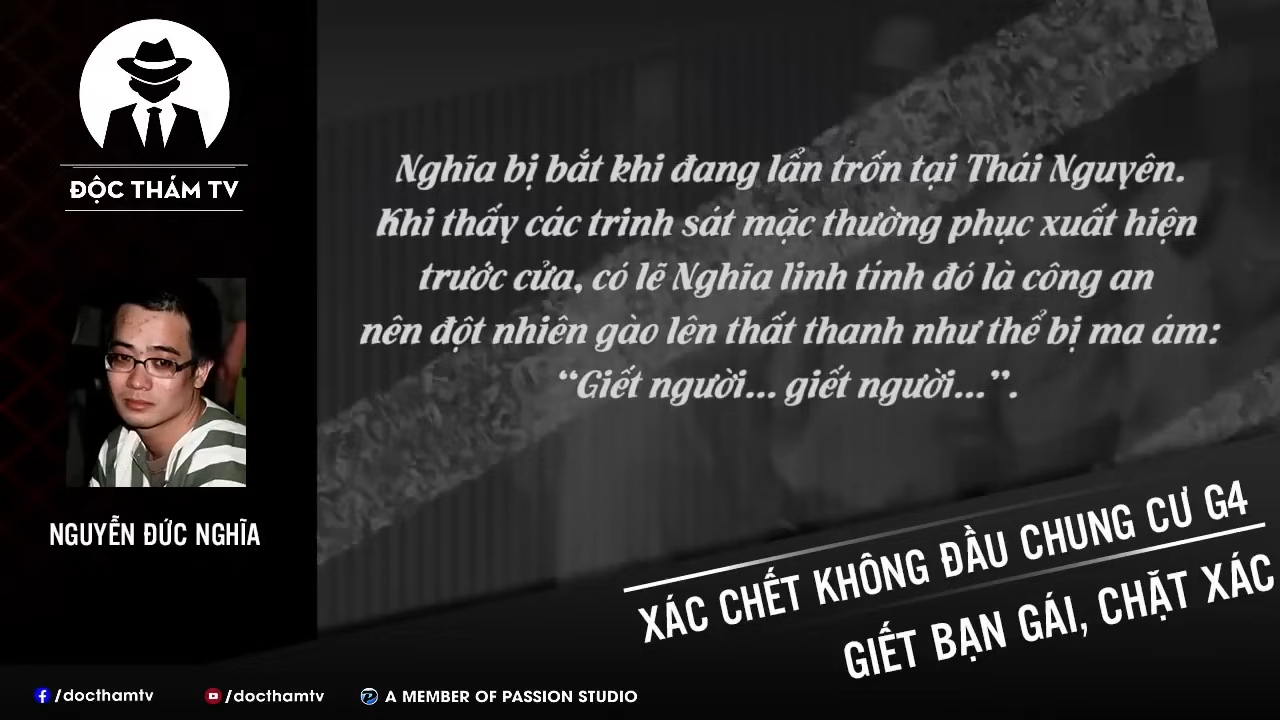 ĐỘC THÁM TV
NGUYỄN ĐỨC NGHĨA
Nghĩa bị bắt khi đang lẩn trốn tại Thái Nguyên.
Khi thấy các trinh sát mặc thường phục xuất hiện
trước cửa, có lẽ Nghĩa linh tính đó là công an
nên đột nhiên gào lên thất thanh như thể bị ma ám:
“Giết người... giết người...”.
XÁC CHẾT KHÔNG ĐẦU CHUNG CƯ G4
GIẾT BẠN GÁI, CHẶT XÁC
/docthamtv
/docthamtv
A MEMBER OF PASSION STUDIO